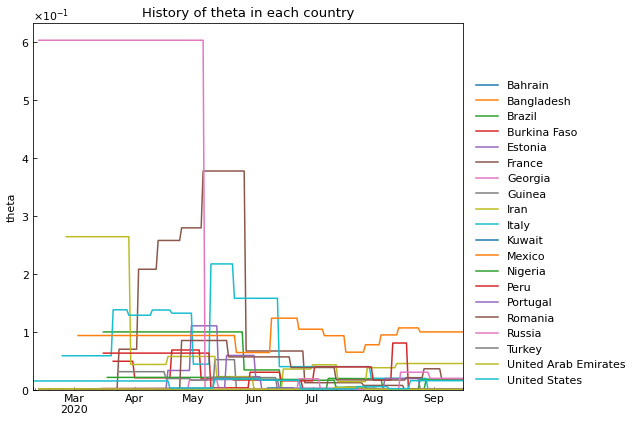 History of theta in each country
×10⁻¹
6
5
4
3
2
1
0
theta
Mar
2020
Apr
May
Jun
Jul
Aug
Sep
Bahrain
Bangladesh
Brazil
Burkina Faso
Estonia
France
Georgia
Guinea
Iran
Italy
Kuwait
Mexico
Nigeria
Peru
Portugal
Romania
Russia
Turkey
United Arab Emirates
United States